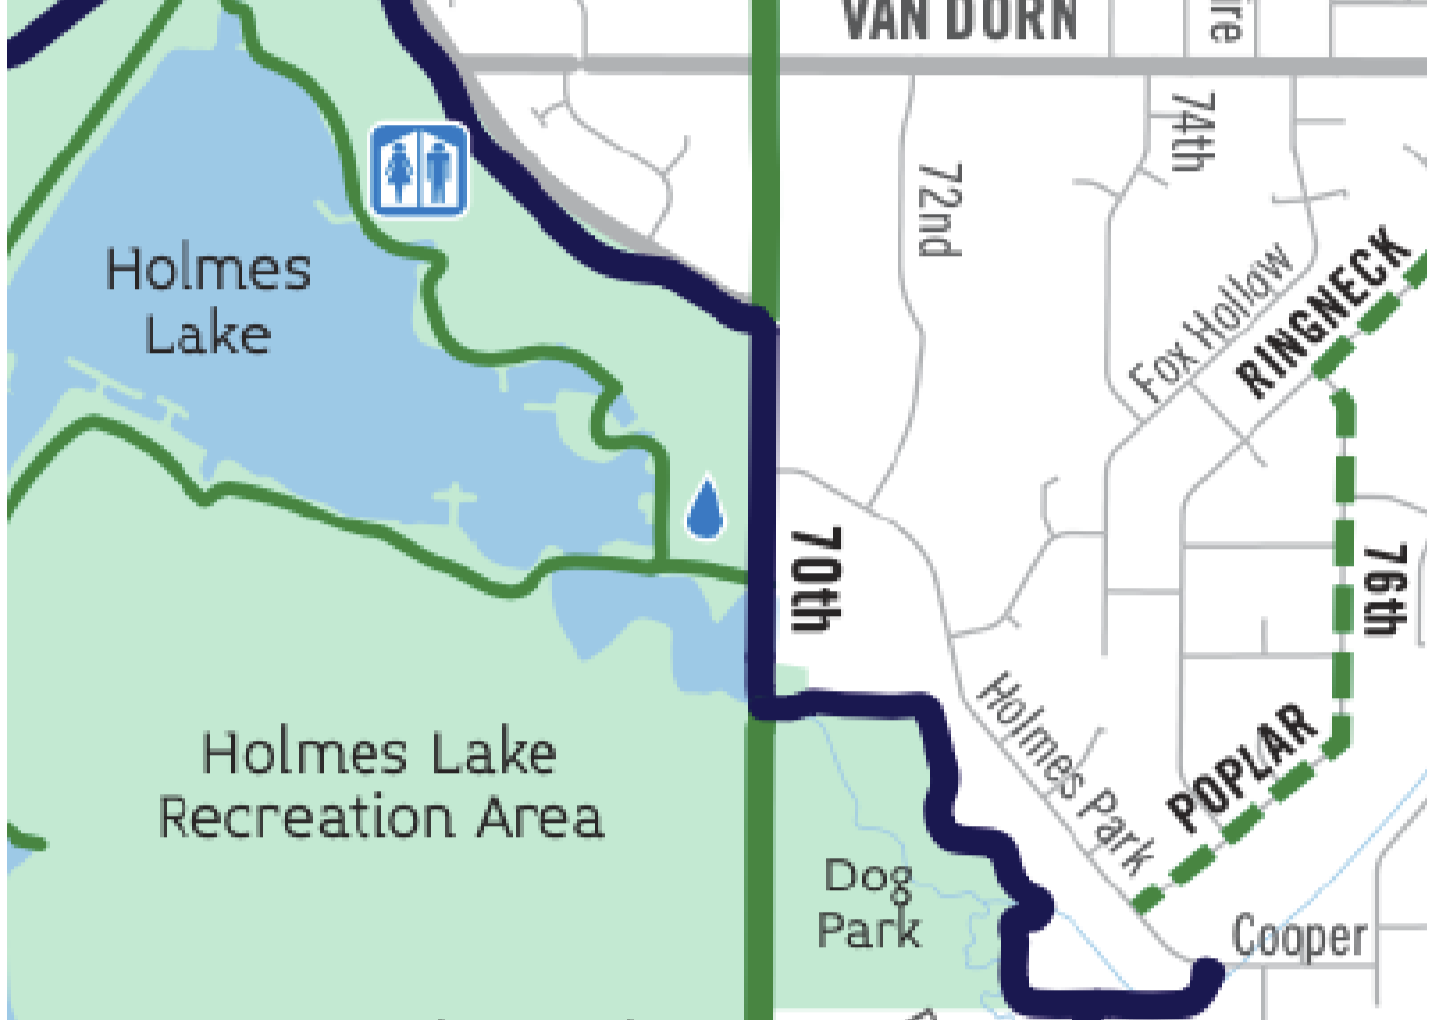 VAN DORN
74th
72nd
Holmes
Lake
Fox Hollow
RINGNECK
70th
76th
Holmes Park
POPLAR
Holmes Lake
Recreation Area
Dog
Park
Cooper